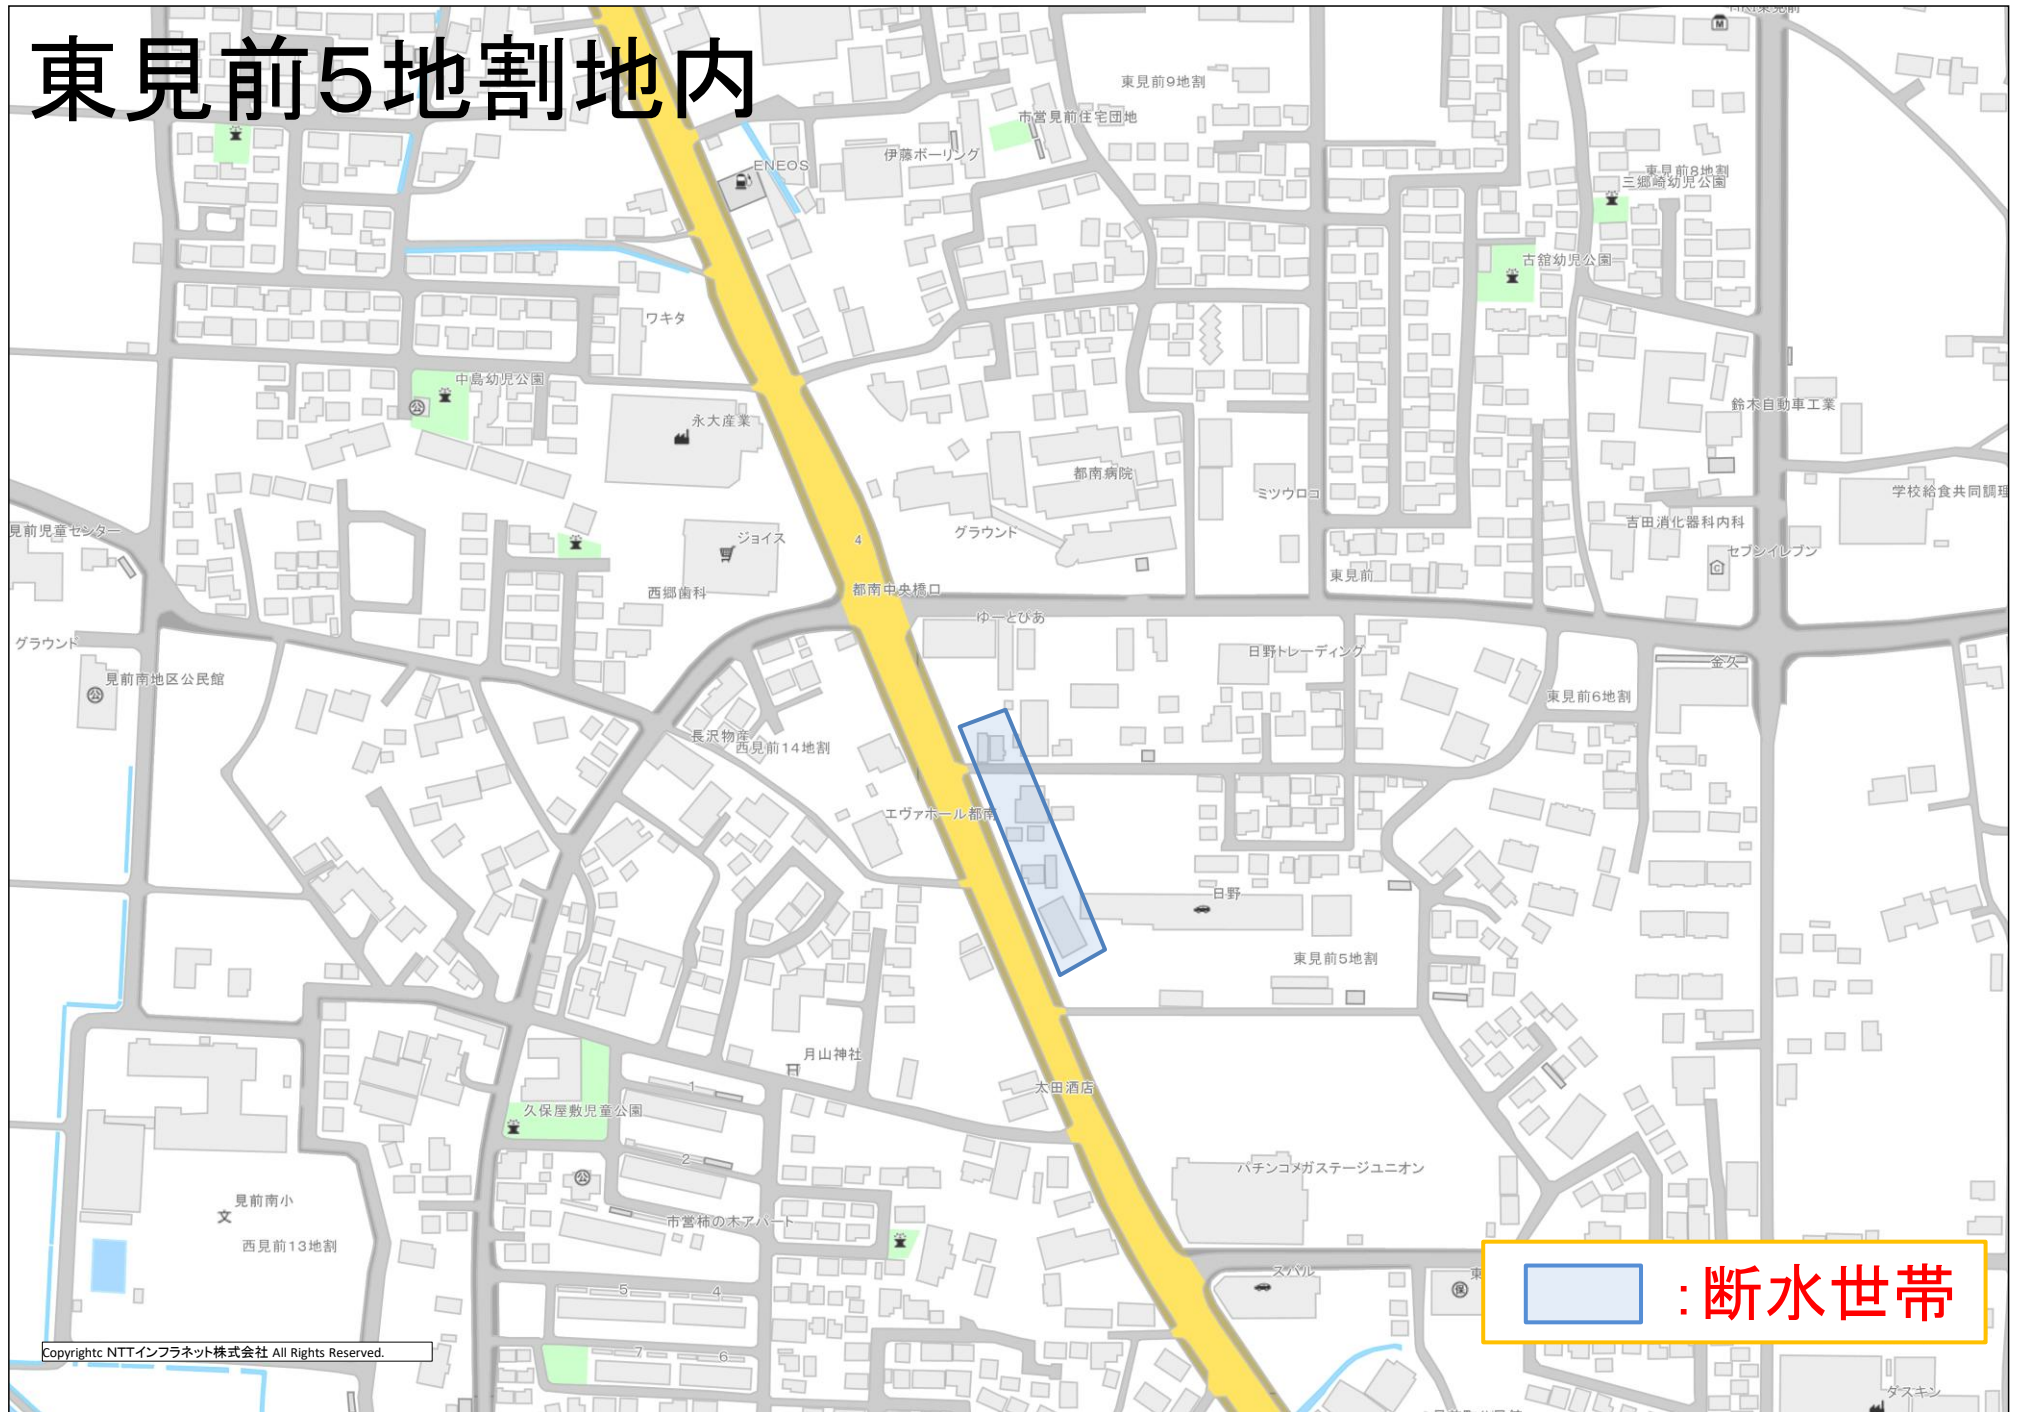 東見前5地割地内
東見前9地割
市営見前住宅団地
伊藤ボーリング
ENEOS
東見前8地割
三郷崎幼児公園
古舘幼児公園
ワキタ
中島幼児公園
公
永大産業
鈴木自動車工業
都南病院
ミツウロコ
学校給食共同調理
吉田消化器科内科
見前児童センター
グラウンド
ジョイス
4
セブンイレブン
C
東見前
西郷歯科
都南中央橋口
ゆーとぴあ
グラウンド
日野トレーディング
金久
見前南地区公民館
公
東見前6地割
長沢物産
西見前14地割
エヴァホール都南
日野
東見前5地割
月山神社
太田酒店
1
久保屋敷児童公園
2
パチンコメガステージユニオン
公
見前南小
文
市営柿の木アパート
西見前13地割
スバル
保
東
5
4
:断水世帯
Copyrightc NTTインフラネット株式会社 All Rights Reserved.
7
6
ダスキン